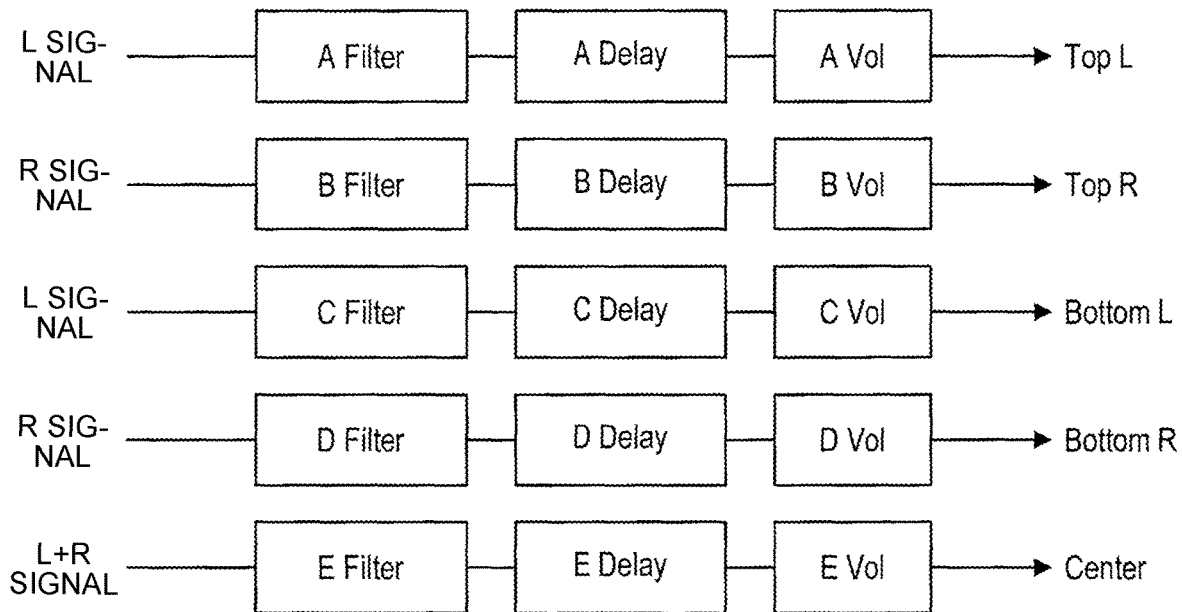 L SIG-
NAL
A Filter
A Delay
A Vol
Top L
R SIG-
NAL
B Filter
B Delay
B Vol
Top R
L SIG-
NAL
C Filter
C Delay
C Vol
Bottom L
R SIG-
NAL
D Filter
D Delay
D Vol
Bottom R
L+R
SIGNAL
E Filter
E Delay
E Vol
Center